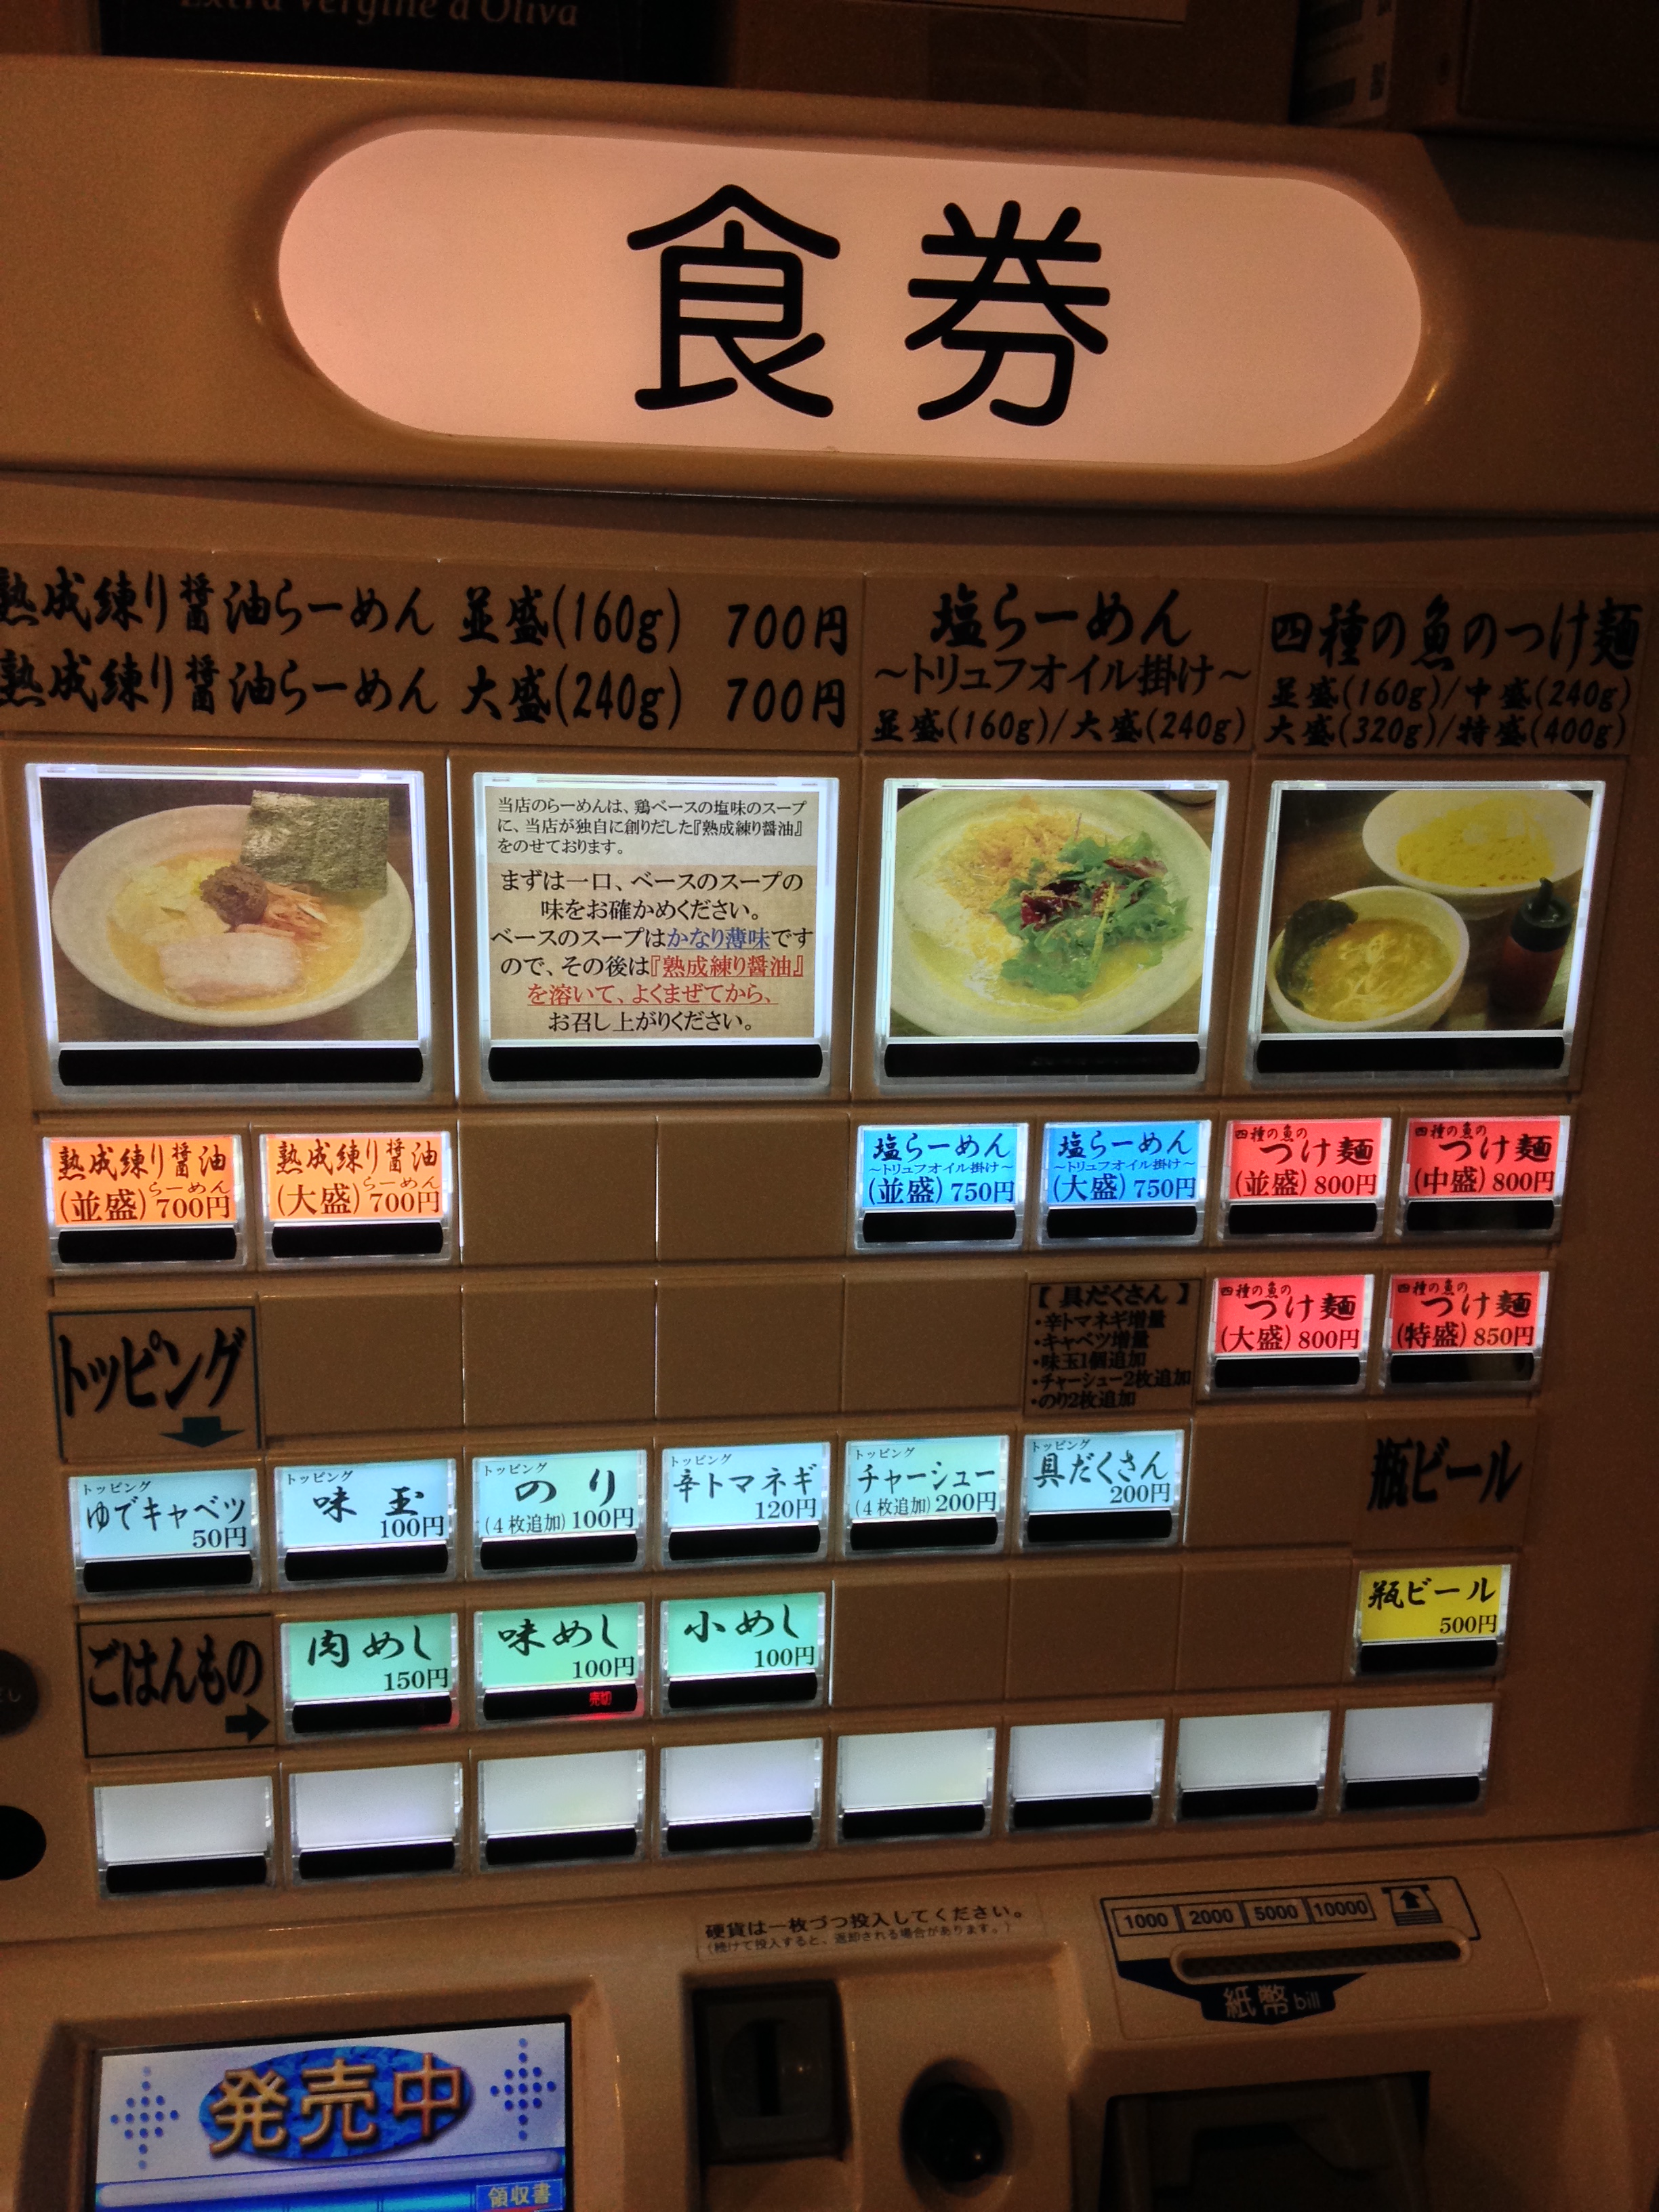 Extra Vergine d'Oliva
食券
熟成練り醤油らーめん 並盛(160g) 700円
熟成練り醤油らーめん 大盛(240g) 700円
塩らーめん
～トリュフオイル掛け～
並盛(160g)/大盛(240g)
四種の魚のつけ麺
並盛(160g)/中盛(240g)
大盛(320g)/特盛(400g)
当店のらーめんは、鶏ベースの塩味のスープ
に、当店が独自に創りだした『熟成練り醤油』
をのせております。
まずは一口、ベースのスープの
味をお確かめください。
ベースのスープはかなり薄味です
ので、その後は『熟成練り醤油』
を溶いて、よくまぜてから、
お召し上がりください。
熟成練り醤油
らーめん
(並盛)700円
熟成練り醤油
らーめん
(大盛)700円
塩らーめん
～トリュフオイル掛け～
(並盛)750円
塩らーめん
～トリュフオイル掛け～
(大盛)750円
四種の魚の
つけ麺
(並盛)800円
四種の魚の
つけ麺
(中盛)800円
トッピング
【具だくさん】
・辛トマネギ増量
・キャベツ増量
・味玉1個追加
・チャーシュー2枚追加
・のり2枚追加
四種の魚の
つけ麺
(大盛)800円
四種の魚の
つけ麺
(特盛)850円
トッピング
ゆでキャベツ
50円
トッピング
味玉
100円
トッピング
のり
(4枚追加)100円
トッピング
辛トマネギ
120円
トッピング
チャーシュー
(4枚追加)200円
トッピング
具だくさん
200円
瓶ビール
ごはんもの
肉めし
150円
味めし
100円
売切
小めし
100円
瓶ビール
500円
硬貨は一枚づつ投入してください。
(続けて投入すると、返却される場合があります。)
1000 2000 5000 10000
紙幣 bill
発売中
領収書